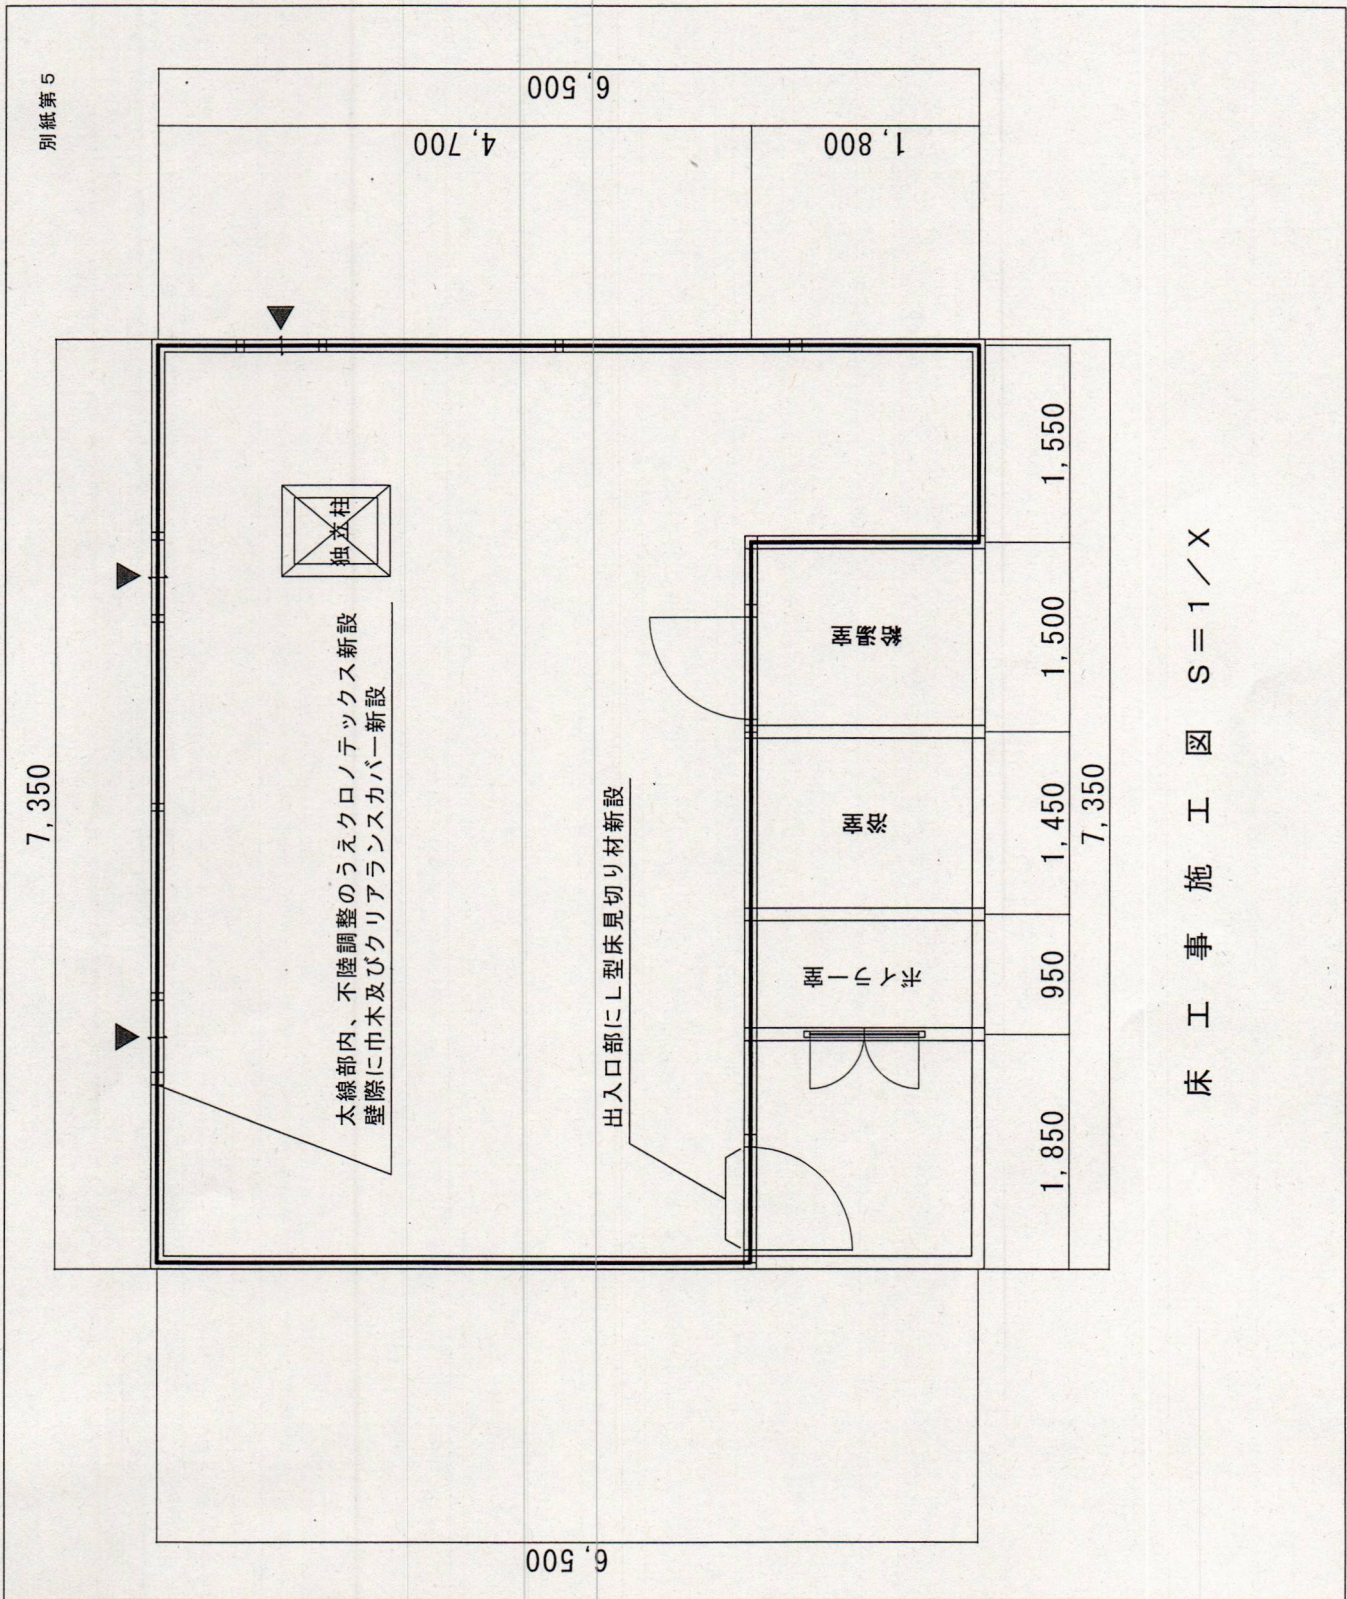 別紙第5
7,350
6,500
4,700
1,800
独立柱
太線部内、不陸調整のうえクロノテックス新設
壁際に巾木及びクリアランスカバー新設
出入口部にL型床見切り材新設
ボイラー室
浴室
給湯室
1,850
950
1,450
1,500
1,550
7,350
6,500
床工事施工図 S=1/X